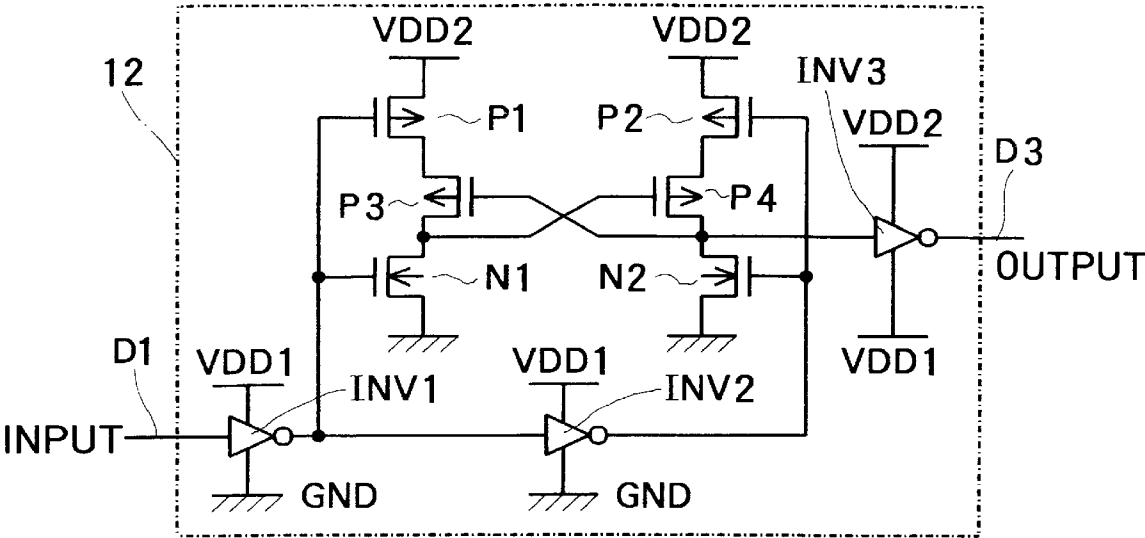 12
VDD2
VDD2
INV3
P1
P2
VDD2
D3
P3
P4
N1
N2
OUTPUT
D1
VDD1
VDD1
VDD1
INV1
INV2
INPUT
GND
GND